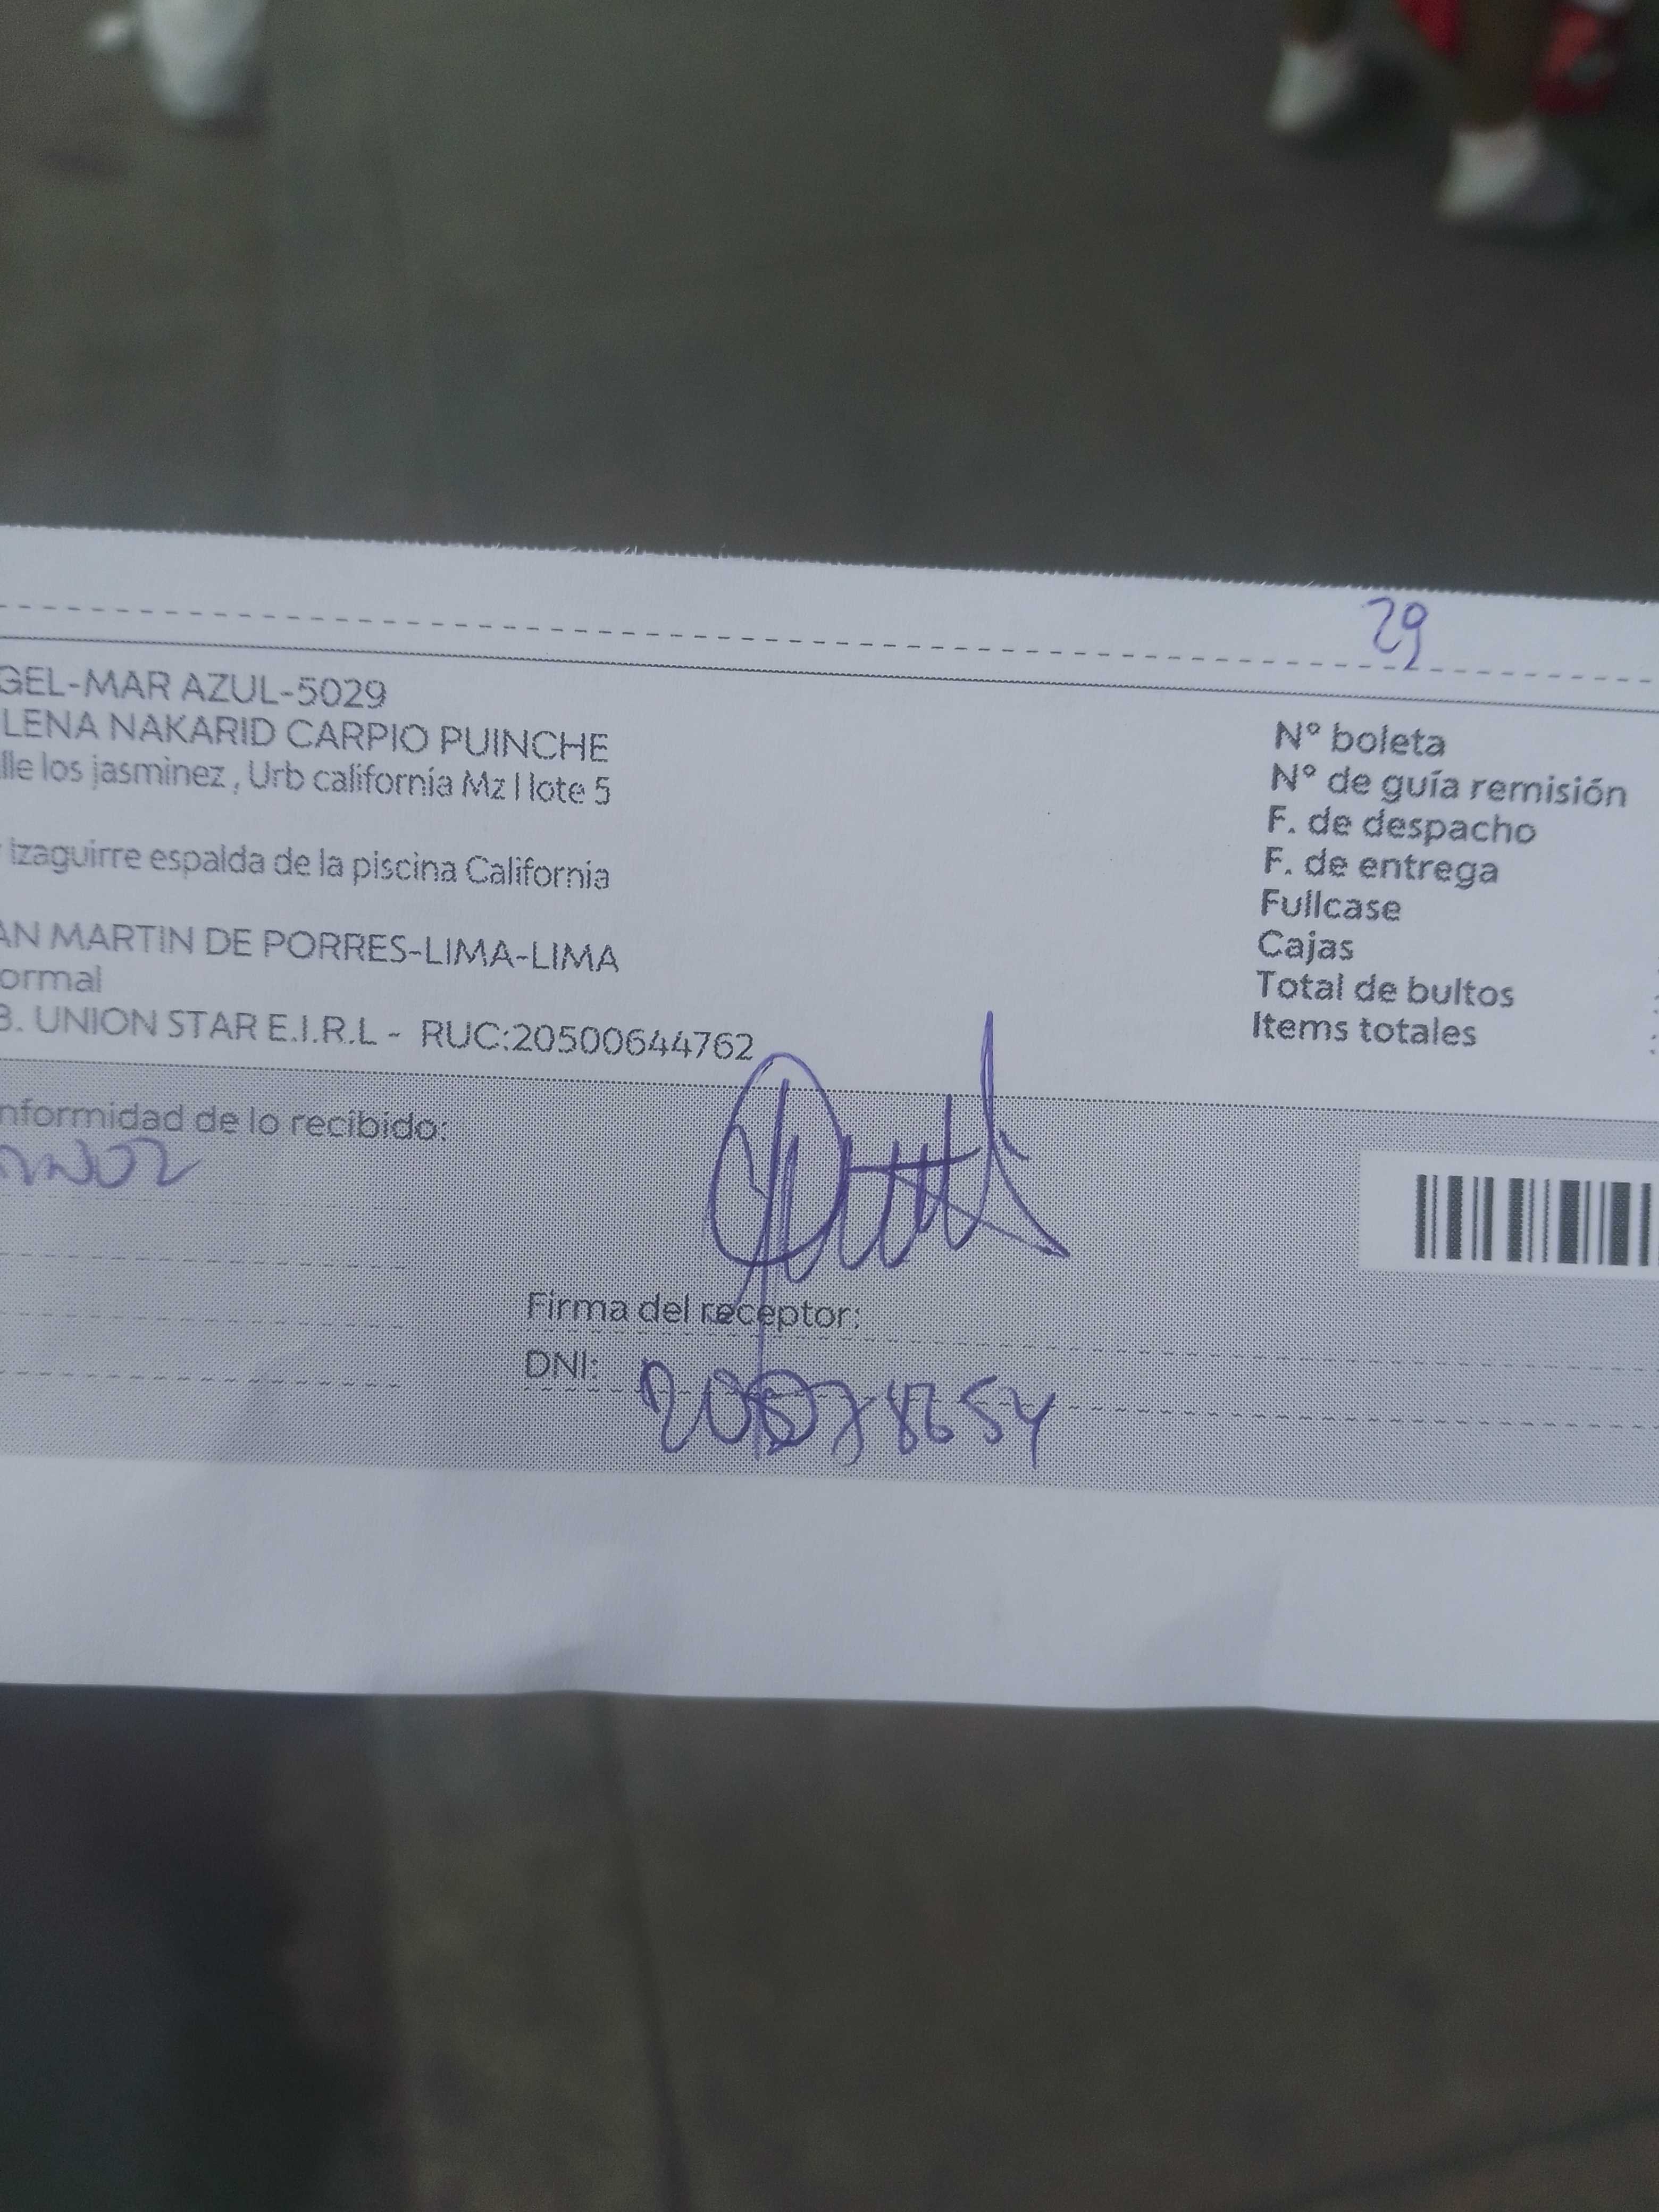 29
GEL-MAR AZUL-5029
LENA NAKARID CARPIO PUINCHE
lle los jasminez , Urb california Mz I lote 5
Izaguirre espalda de la piscina California
AN MARTIN DE PORRES-LIMA-LIMA
ormal
B. UNION STAR E.I.R.L - RUC:20500644762
N° boleta
N° de guía remisión
F. de despacho
F. de entrega
Fullcase
Cajas
Total de bultos
Items totales
nformidad de lo recibido:
Firma del receptor:
DNI: